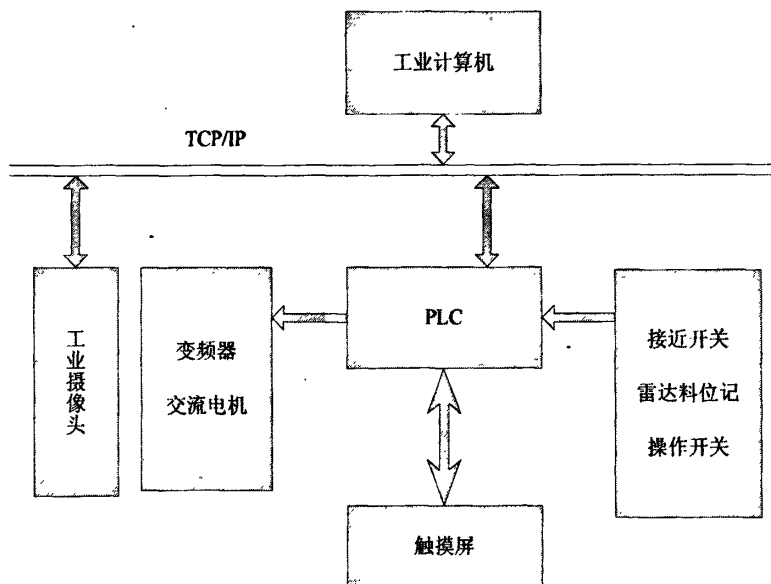 工业计算机
TCP/IP
工业摄像头
变频器
交流电机
PLC
接近开关
雷达料位记
操作开关
触摸屏